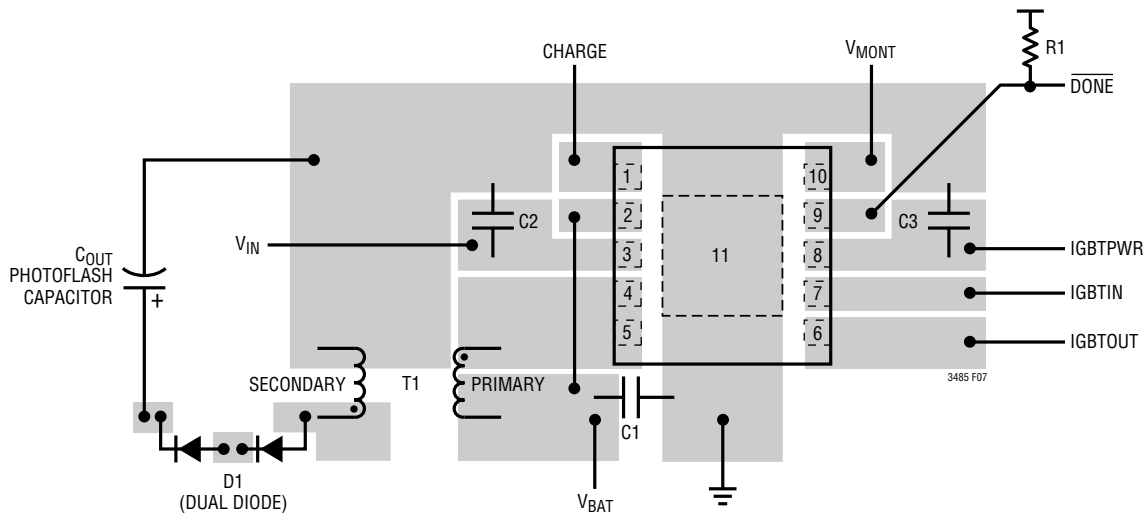 CHARGE
V_MONT
R1
DONE
1
10
2
9
C2
C3
V_IN
3
8
IGBTPWR
11
C_OUT
PHOTOFLASH
CAPACITOR
+
4
7
IGBTIN
5
6
IGBTOUT
3485 F07
SECONDARY
T1
PRIMARY
C1
D1
(DUAL DIODE)
V_BAT